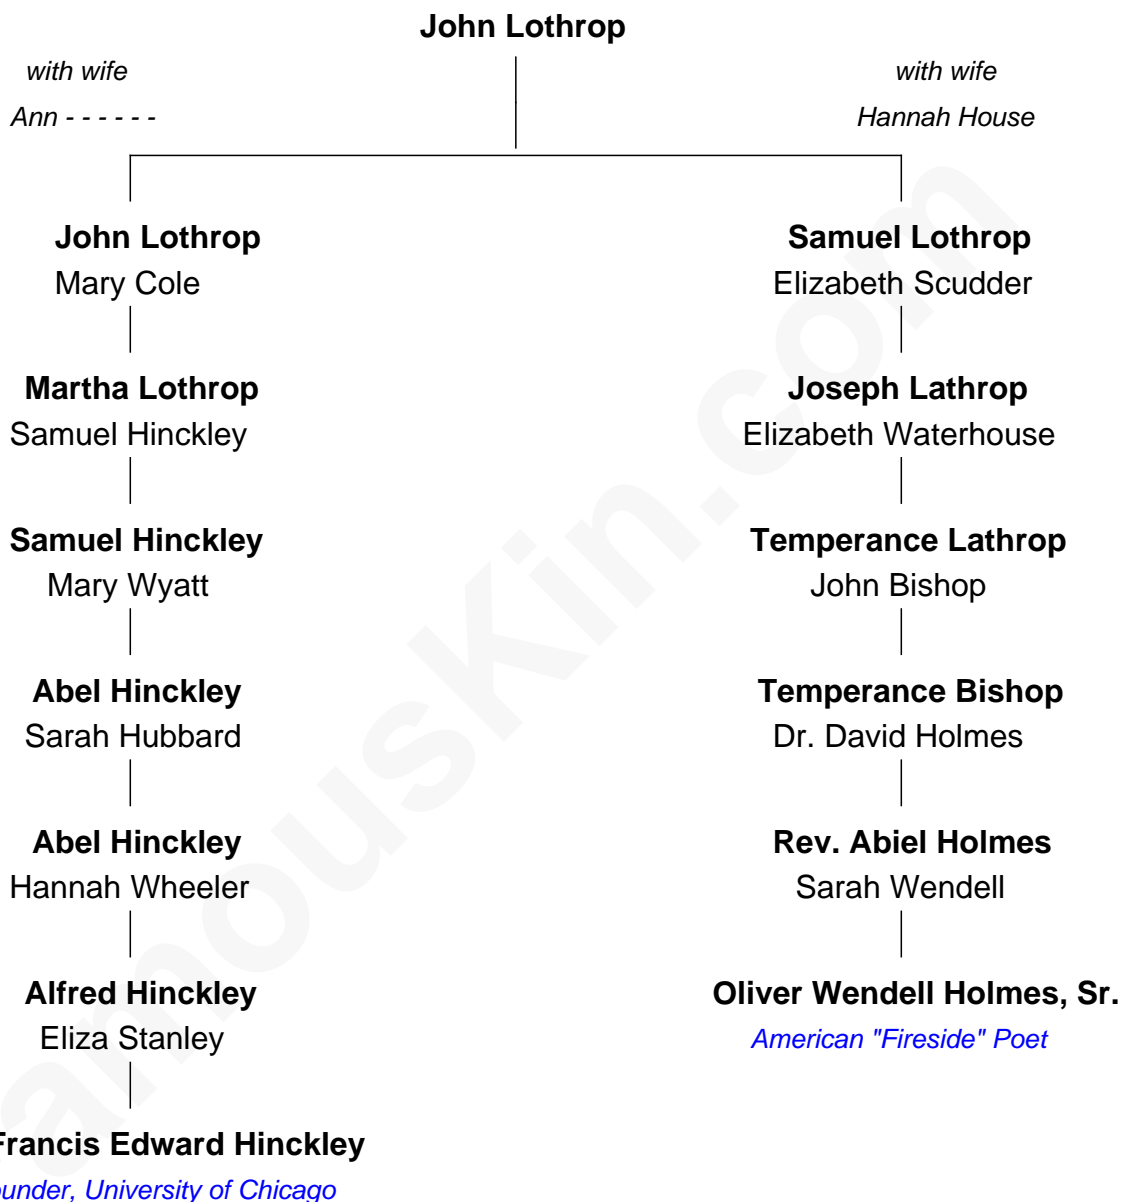 John Lothrop
with wife
Ann - - - - - -
with wife
Hannah House
John Lothrop
Mary Cole
Samuel Lothrop
Elizabeth Scudder
Martha Lothrop
Samuel Hinckley
Joseph Lathrop
Elizabeth Waterhouse
Samuel Hinckley
Mary Wyatt
Temperance Lathrop
John Bishop
Abel Hinckley
Sarah Hubbard
Temperance Bishop
Dr. David Holmes
Abel Hinckley
Hannah Wheeler
Rev. Abiel Holmes
Sarah Wendell
Alfred Hinckley
Eliza Stanley
Oliver Wendell Holmes, Sr.
American "Fireside" Poet
Francis Edward Hinckley
ounder, University of Chicago
amousKin.com